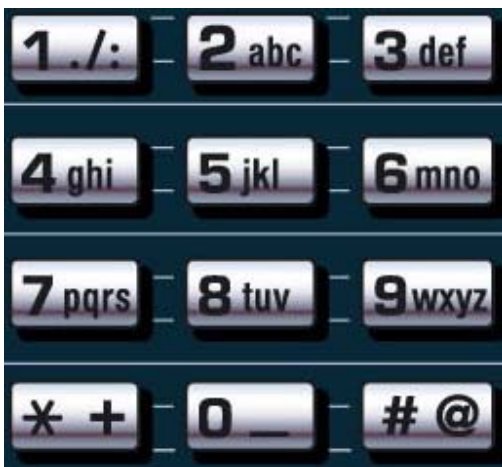 1 ./: 2 abc 3 def
4 ghi 5 jkl 6 mno
7 pqrs 8 tuv 9 wxyz
* + 0 _ # @